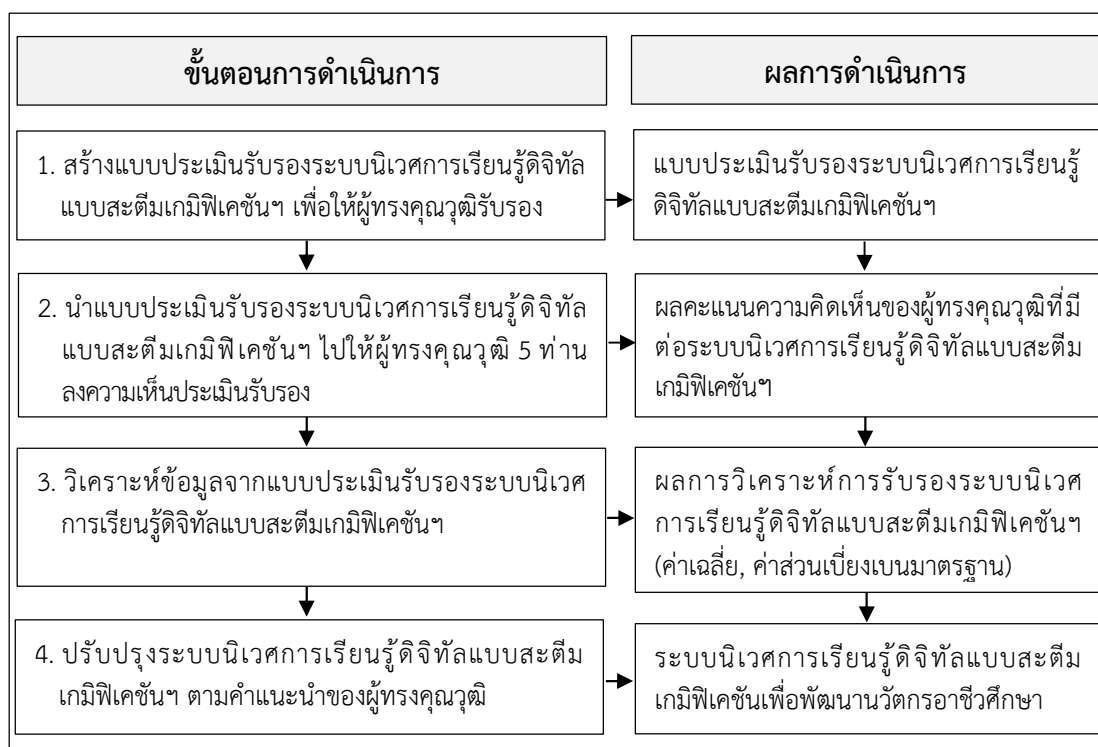 ขั้นตอนการดำเนินการ
ผลการดำเนินการ
1. สร้างแบบประเมินรับรองระบบนิเวศการเรียนรู้ดิจิทัล
แบบสะตีมเกมิฟิเคชันฯ เพื่อให้ผู้ทรงคุณวุฒิรับรอง
แบบประเมินรับรองระบบนิเวศการเรียนรู้
ดิจิทัลแบบสะตีมเกมิฟิเคชันฯ
2. นำแบบประเมินรับรองระบบนิเวศการเรียนรู้ดิจิทัล
แบบสะตีมเกมิฟิเคชันฯ ไปให้ผู้ทรงคุณวุฒิ 5 ท่าน
ลงความเห็นประเมินรับรอง
ผลคะแนนความคิดเห็นของผู้ทรงคุณวุฒิที่มี
ต่อระบบนิเวศการเรียนรู้ดิจิทัลแบบสะตีม
เกมิฟิเคชันฯ
3. วิเคราะห์ข้อมูลจากแบบประเมินรับรองระบบนิเวศ
การเรียนรู้ดิจิทัลแบบสะตีมเกมิฟิเคชันฯ
ผลการวิเคราะห์การรับรองระบบนิเวศ
การเรียนรู้ดิจิทัลแบบสะตีมเกมิฟิเคชันฯ
(ค่าเฉลี่ย, ค่าส่วนเบี่ยงเบนมาตรฐาน)
4. ปรับปรุงระบบนิเวศการเรียนรู้ดิจิทัลแบบสะตีม
เกมิฟิเคชันฯ ตามคำแนะนำของผู้ทรงคุณวุฒิ
ระบบนิเวศการเรียนรู้ดิจิทัลแบบสะตีม
เกมิฟิเคชันเพื่อพัฒนานวัตกรอาชีวศึกษา